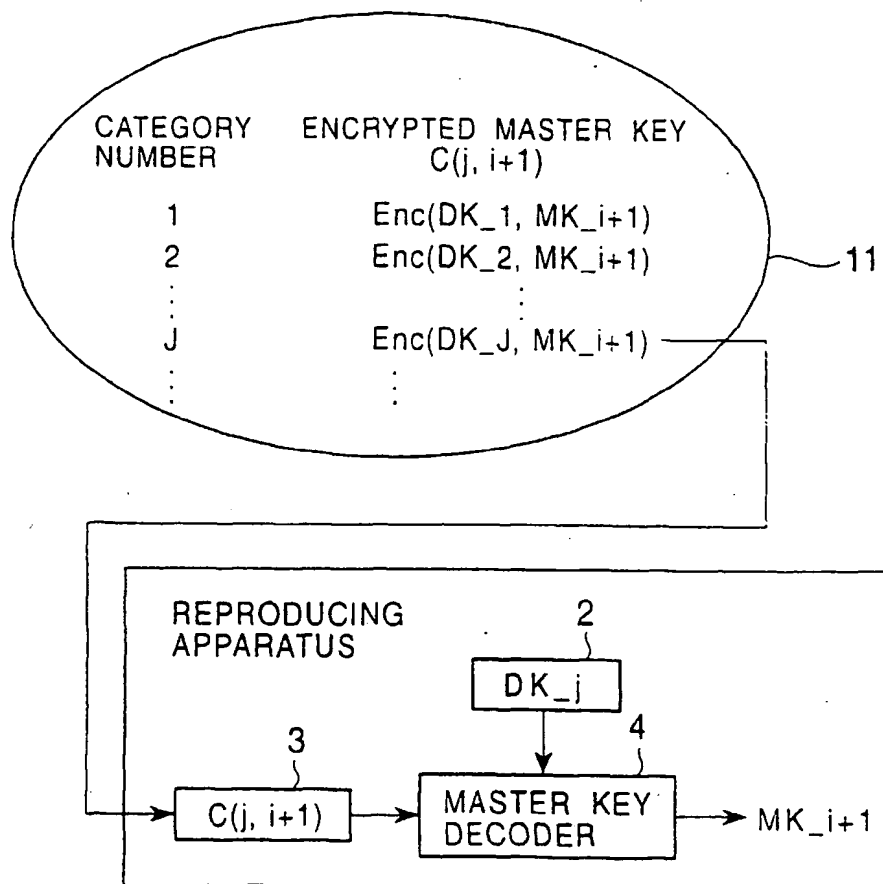 CATEGORY NUMBER
ENCRYPTED MASTER KEY
C(j, i+1)
1 Enc(DK_1, MK_i+1)
2 Enc(DK_2, MK_i+1)
J Enc(DK_J, MK_i+1)
11
REPRODUCING
APPARATUS
2
DK_j
3
C(j, i+1)
4
MASTER KEY
DECODER
MK_i+1